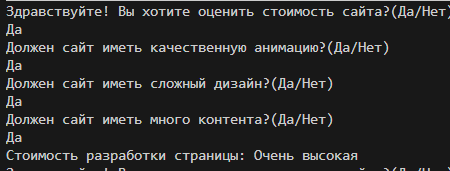 Здравствуйте! Вы хотите оценить стоимость сайта?(Да/Нет)
Да
Должен сайт иметь качественную анимацию?(Да/Нет)
Да
Должен сайт иметь сложный дизайн?(Да/Нет)
Да
Должен сайт иметь много контента?(Да/Нет)
Да
Стоимость разработки страницы: Очень высокая